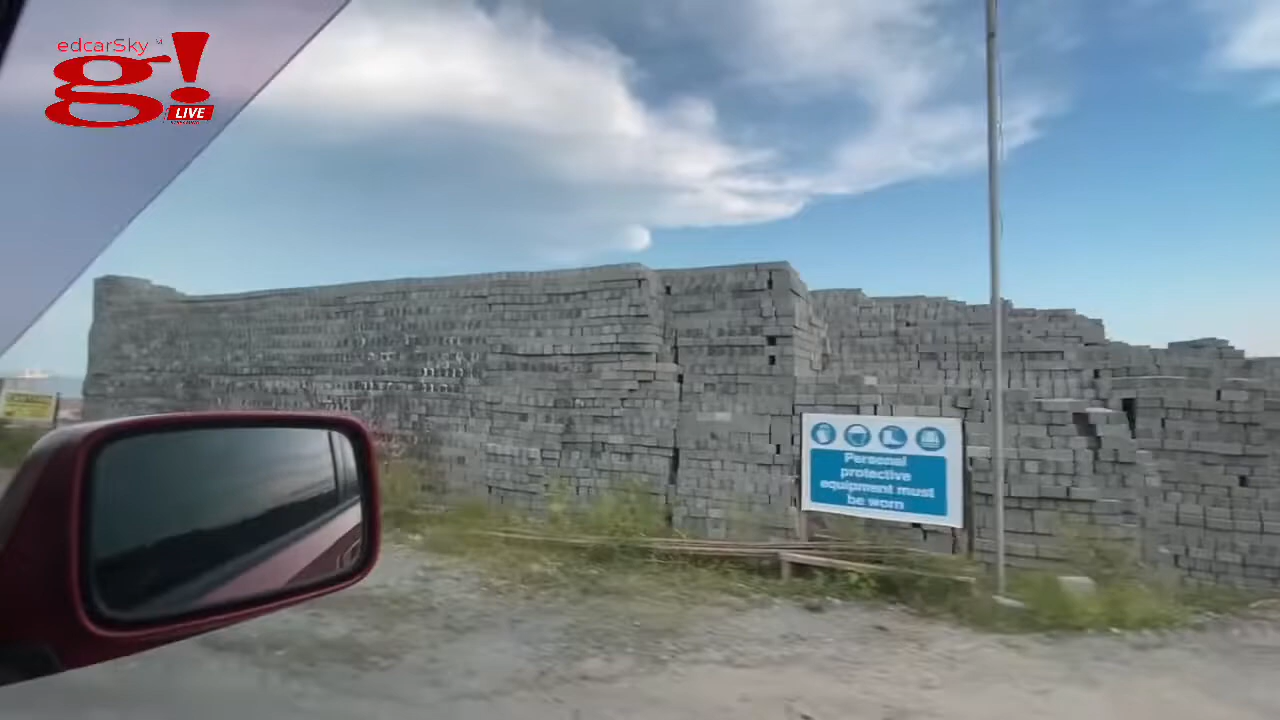 edcarSky
g!
LIVE
Personal
protective
equipment must
be worn